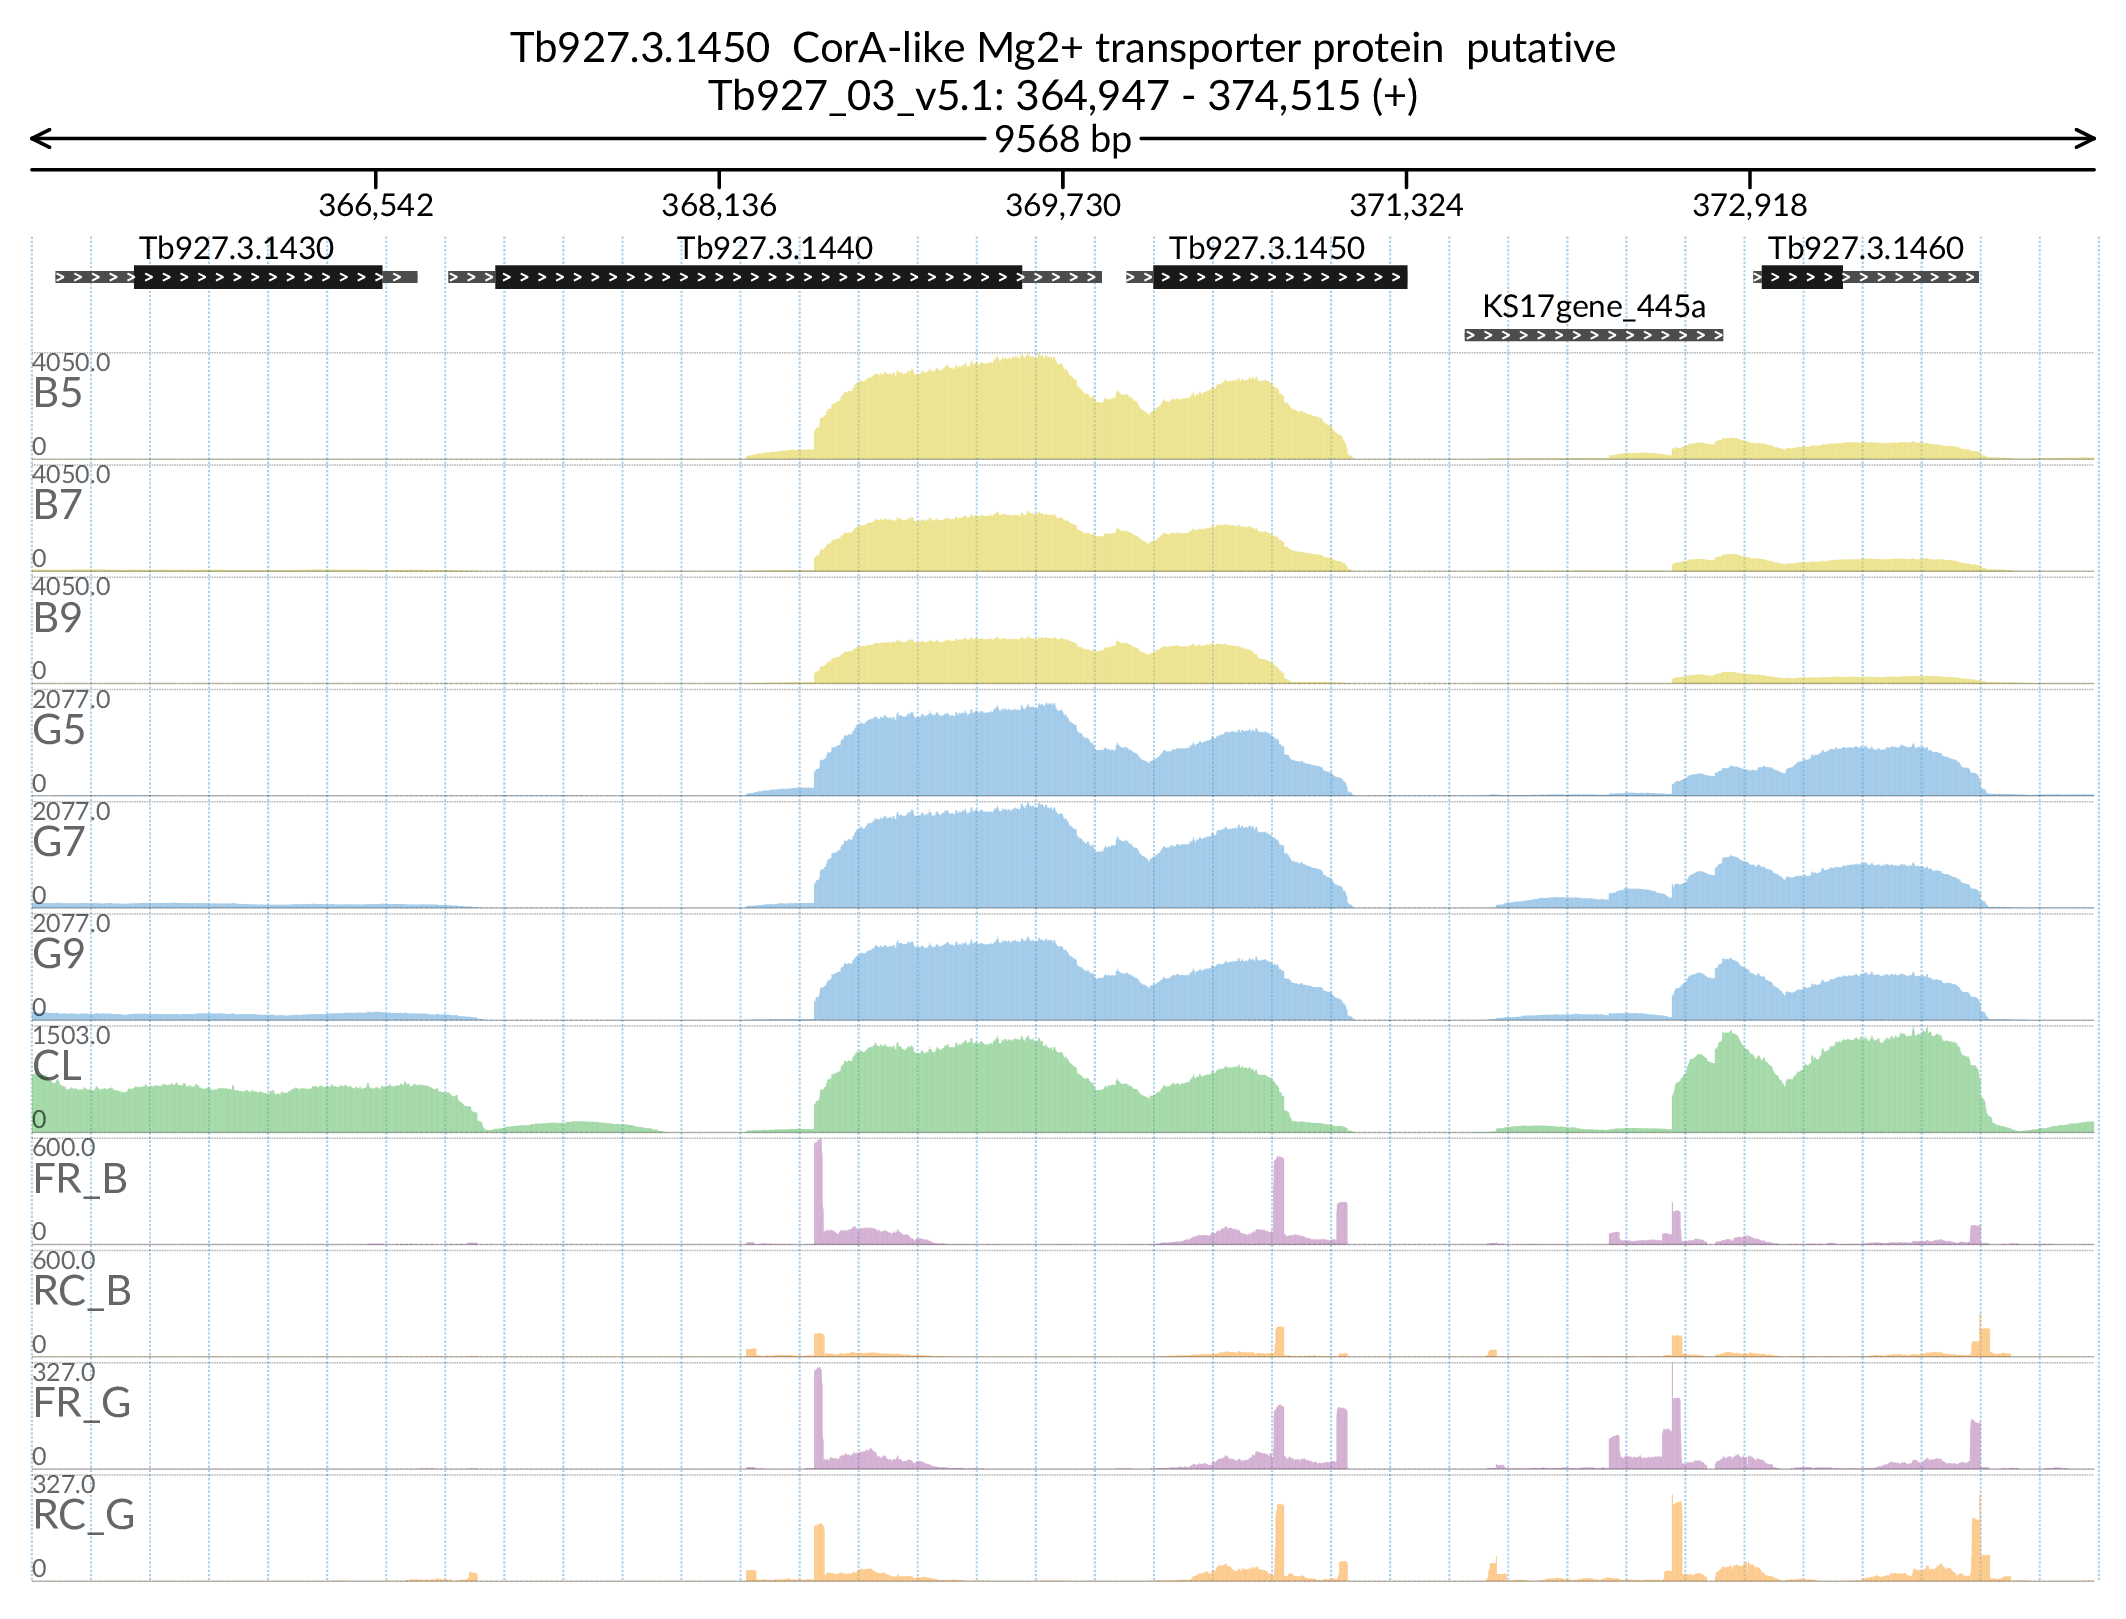 Tb927.3.1450  CorA-like Mg2+ transporter protein  putative
Tb927_03_v5.1: 364,947 - 374,515 (+)
9568 bp
366,542 368,136 369,730 371,324 372,918
Tb927.3.1430 Tb927.3.1440 Tb927.3.1450 Tb927.3.1460
KS17gene_445a
4050.0
B5
0
4050.0
B7
0
4050.0
B9
0
2077.0
G5
0
2077.0
G7
0
2077.0
G9
0
1503.0
CL
0
600.0
FR_B
0
600.0
RC_B
0
327.0
FR_G
0
327.0
RC_G
0